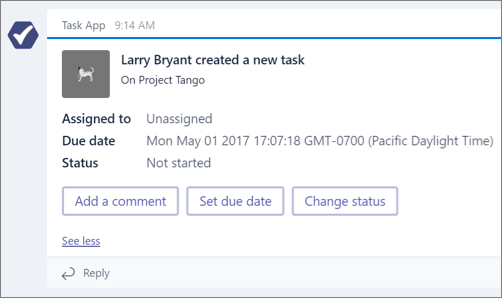 Task App 9:14 AM
Larry Bryant created a new task
On Project Tango
Assigned to Unassigned
Due date Mon May 01 2017 17:07:18 GMT-0700 (Pacific Daylight Time)
Status Not started
Add a comment Set due date Change status
See less
Reply